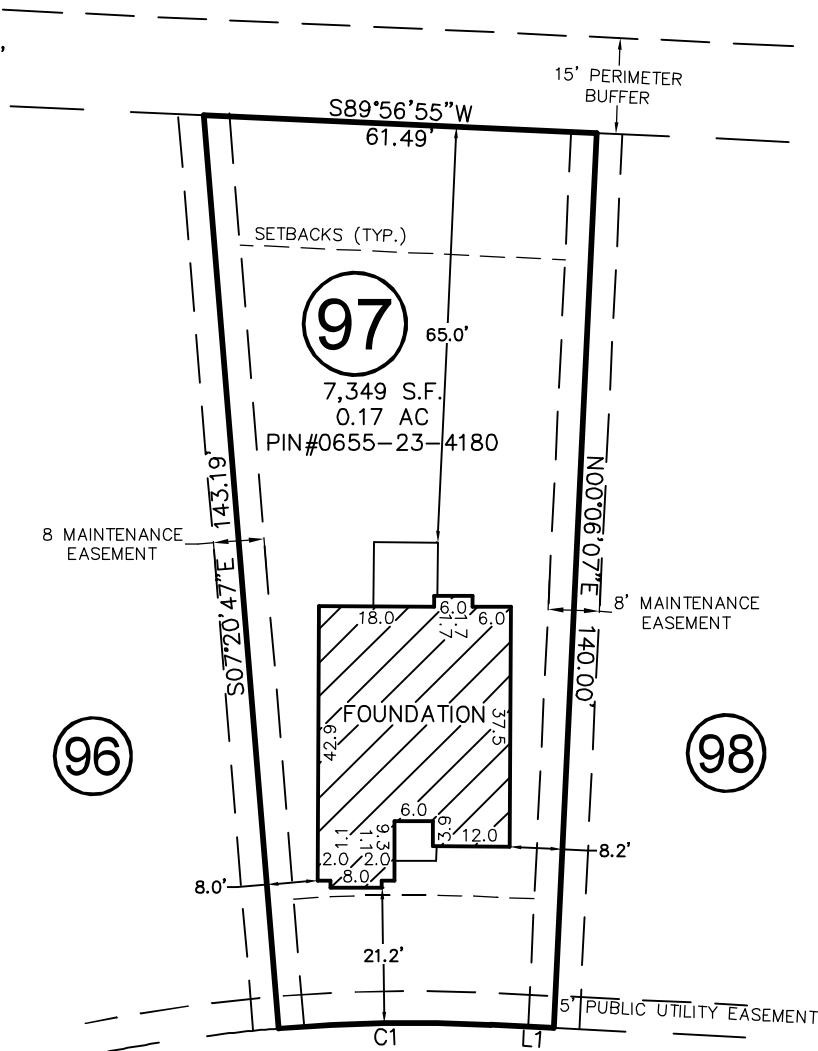 '
15' PERIMETER
BUFFER
S89°56'55"W
61.49'
SETBACKS (TYP.)
97
65.0'
7,349 S.F.
0.17 AC
PIN#0655-23-4180
S07°20'47"E 143.19'
N00°06'07"E 140.00'
8 MAINTENANCE
EASEMENT
8' MAINTENANCE
EASEMENT
18.0
6.0
1.7
1.7
6.0
FOUNDATION
42.9
37.5
96
98
6.0
1.1
1.1
9.3
3.9
12.0
2.0
2.0
8.0
8.0'
8.2'
21.2'
5' PUBLIC UTILITY EASEMENT
C1
L1